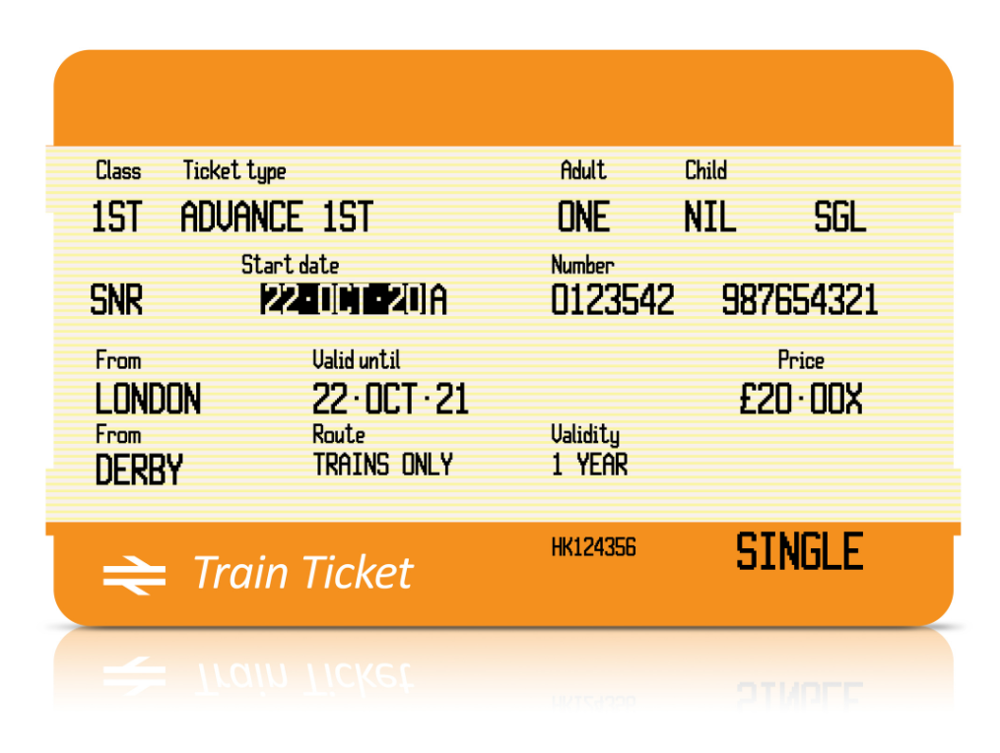 Class Ticket type Adult Child
1ST ADVANCE 1ST ONE NIL SGL
Start date Number
SNR 22·OCT·20 A 0123542 987654321
From Valid until Price
LONDON 22·OCT·21 £20·00X
From Route Validity
DERBY TRAINS ONLY 1 YEAR
HK124356 SINGLE
Train Ticket